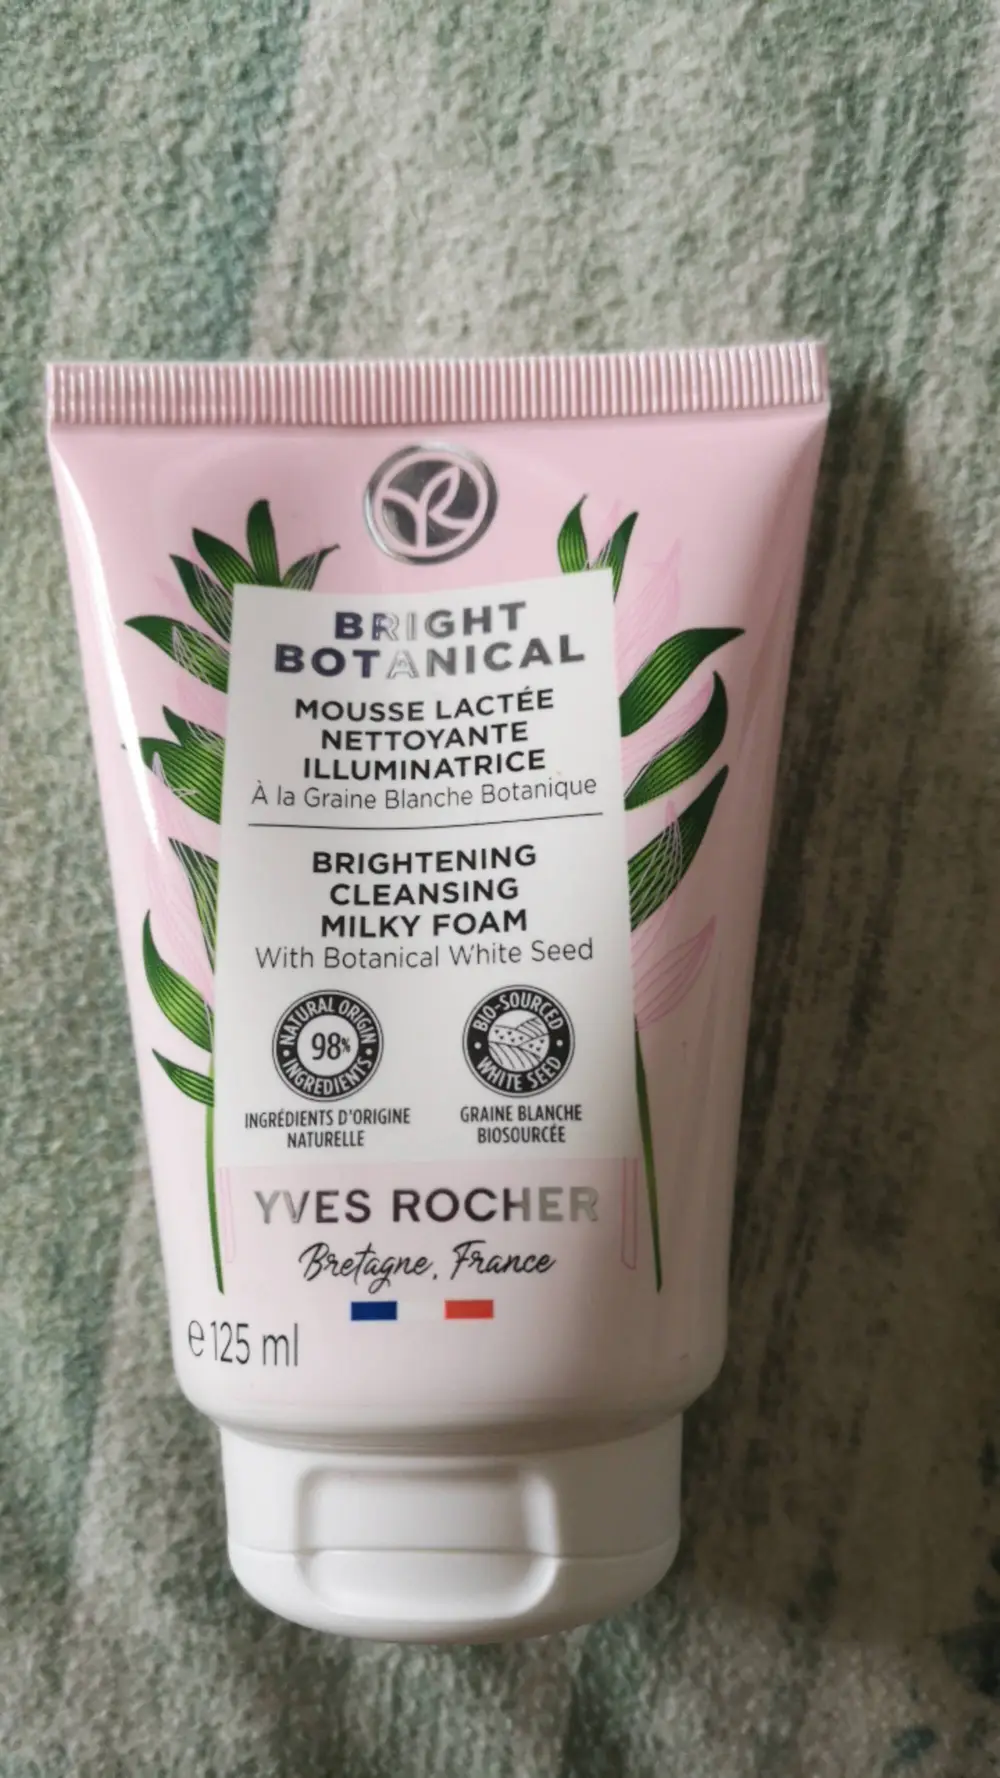 BRIGHT
BOTANICAL
MOUSSE LACTÉE
NETTOYANTE
ILLUMINATRICE
À la Graine Blanche Botanique
BRIGHTENING
CLEANSING
MILKY FOAM
With Botanical White Seed
NATURAL ORIGIN
98%
INGREDIENTS
INGRÉDIENTS D'ORIGINE
NATURELLE
BIO-SOURCED
WHITE SEED
GRAINE BLANCHE
BIOSOURCÉE
YVES ROCHER
Bretagne, France
e 125 ml